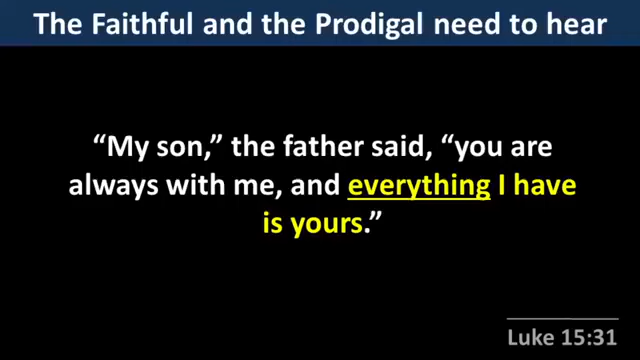 The Faithful and the Prodigal need to hear
“My son,” the father said, “you are
always with me, and everything I have
is yours.”
Luke 15:31